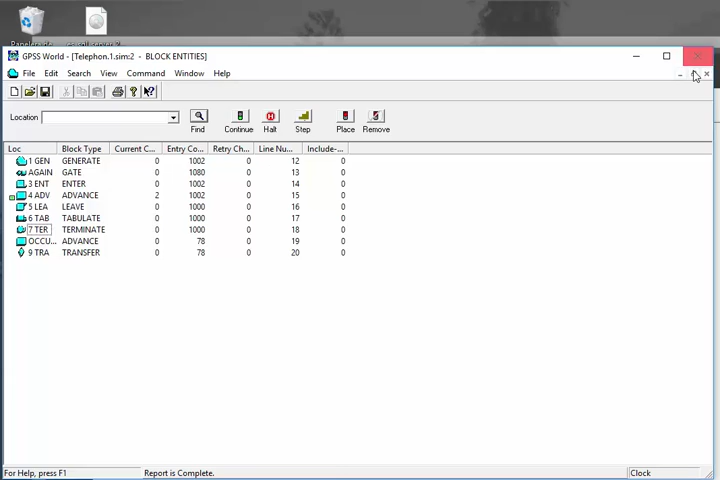 GPSS World - [Telephon.1.sim:2 - BLOCK ENTITIES]
File Edit Search View Command Window Help
Location Find Continue Halt Step Place Remove
Loc Block Type Current C... Entry Co... Retry Ch... Line Nu... Include-...
1 GEN GENERATE 0 1002 0 12 0
AGAIN GATE 0 1080 0 13 0
3 ENT ENTER 0 1002 0 14 0
4 ADV ADVANCE 2 1002 0 15 0
5 LEA LEAVE 0 1000 0 16 0
6 TAB TABULATE 0 1000 0 17 0
7 TER TERMINATE 0 1000 0 18 0
OCCU... ADVANCE 0 78 0 19 0
9 TRA TRANSFER 0 78 0 20 0
For Help, press F1 Report is Complete. Clock